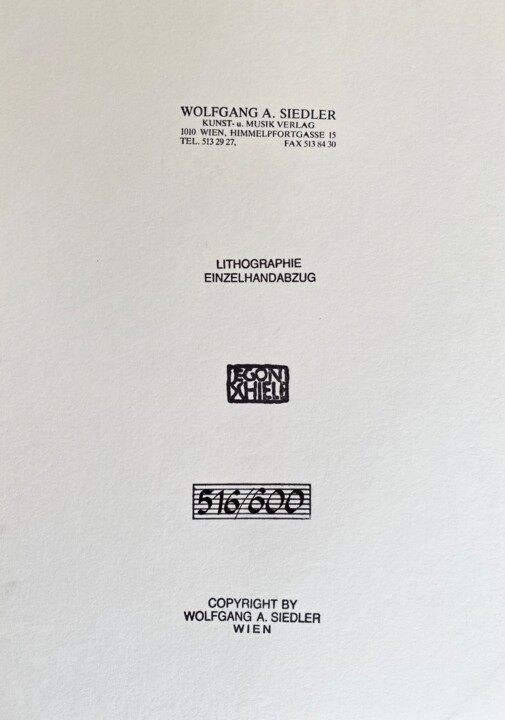 WOLFGANG A. SIEDLER
KUNST- u. MUSIK VERLAG
1010 WIEN, HIMMELPFORTGASSE 15
TEL. 513 29 27, FAX 513 84 30
LITHOGRAPHIE
EINZELHANDABZUG
EGON
SCHIELE
516/600
COPYRIGHT BY
WOLFGANG A. SIEDLER
WIEN